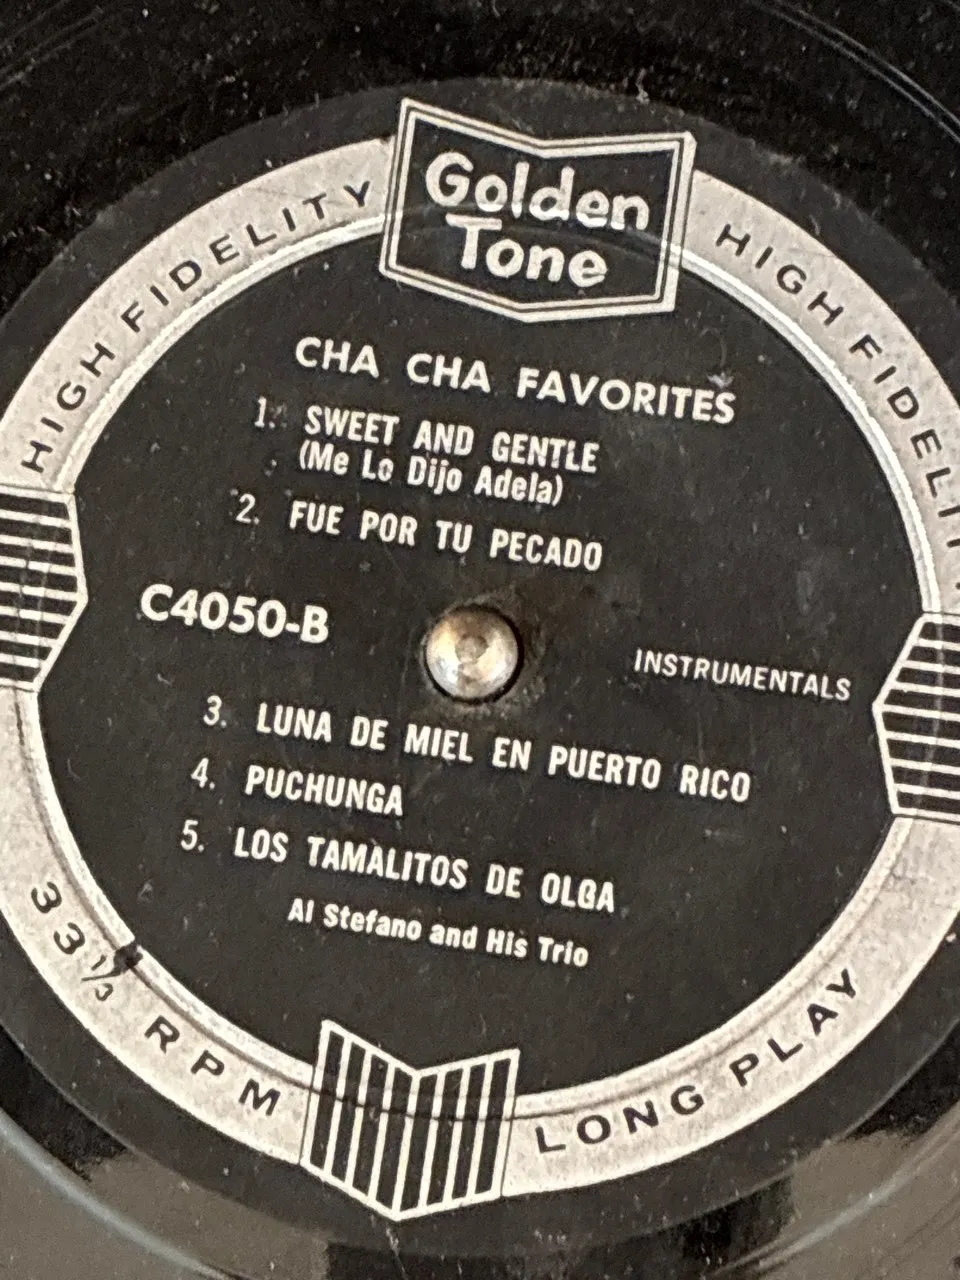 Golden
Tone
HIGH FIDELITY
HIGH FIDELIT
CHA CHA FAVORITES
1. SWEET AND GENTLE
(Me Lo Dijo Adela)
2. FUE POR TU PECADO
C4050-B
INSTRUMENTALS
3. LUNA DE MIEL EN PUERTO RICO
4. PUCHUNGA
5. LOS TAMALITOS DE OLGA
Al Stefano and His Trio
33⅓ RPM
LONG PLAY